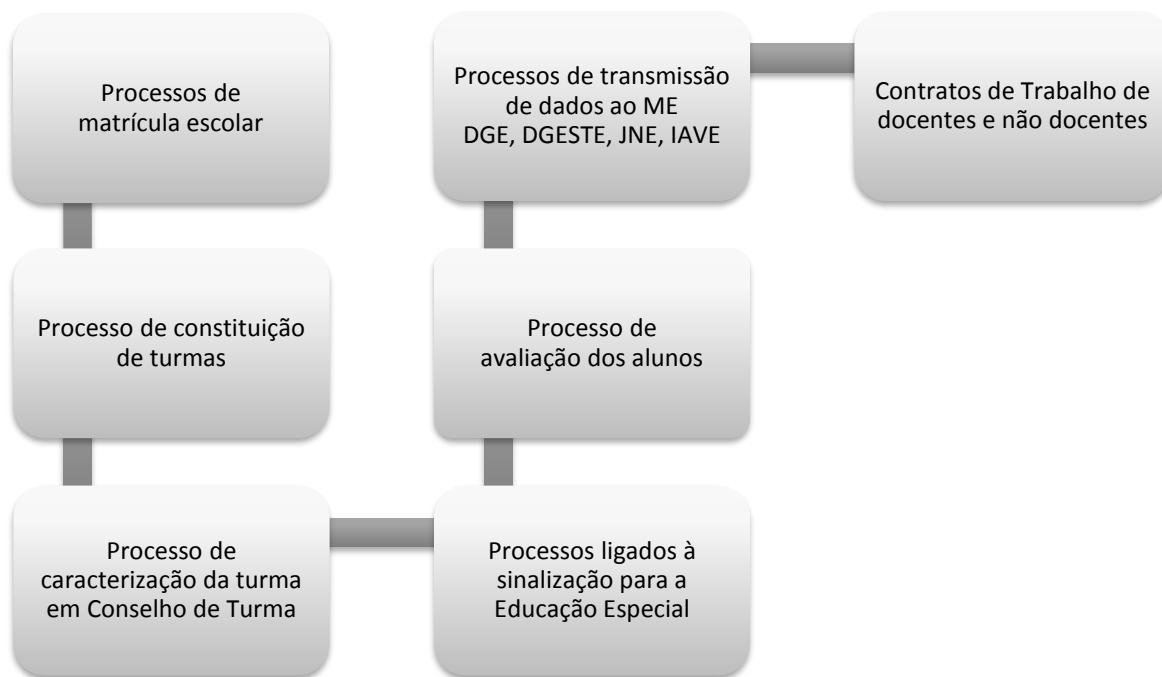 Processos de
matrícula escolar
Processo de constituição
de turmas
Processo de
caracterização da turma
em Conselho de Turma
Processos ligados à
sinalização para a
Educação Especial
Processo de
avaliação dos alunos
Processos de transmissão
de dados ao ME
DGE, DGESTE, JNE, IAVE
Contratos de Trabalho de
docentes e não docentes